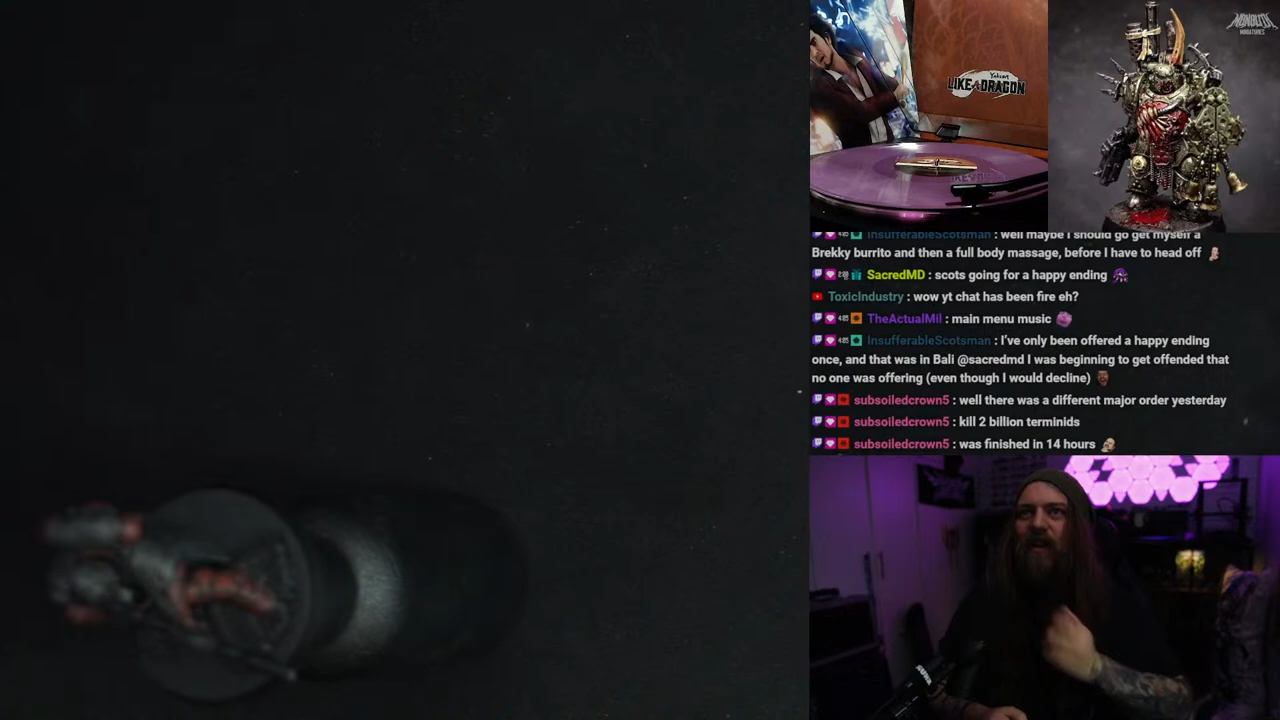 Yakuza
LIKE A DRAGON
MONOLITH
MINIATURES
InsufferableScotsman : well maybe I should go get myself a
Brekky burrito and then a full body massage, before I have to head off
SacredMD : scots going for a happy ending
ToxicIndustry : wow yt chat has been fire eh?
TheActualMil : main menu music
InsufferableScotsman : I've only been offered a happy ending
once, and that was in Bali @sacredmd I was beginning to get offended that
no one was offering (even though I would decline)
subsoiledcrown5 : well there was a different major order yesterday
subsoiledcrown5 : kill 2 billion terminids
subsoiledcrown5 : was finished in 14 hours